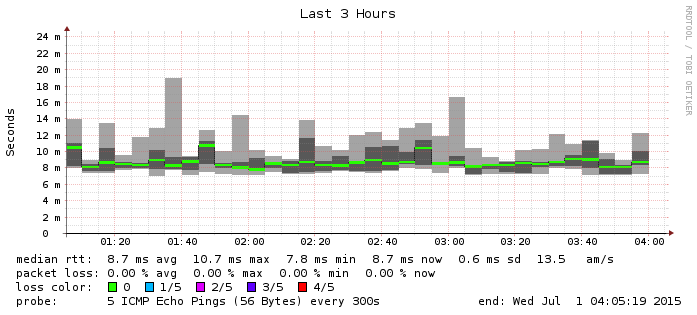 Last 3 Hours
RRDTOOL / TOBI OETIKER
Seconds
24 m
22 m
20 m
18 m
16 m
14 m
12 m
10 m
8 m
6 m
4 m
2 m
0
01:20 01:40 02:00 02:20 02:40 03:00 03:20 03:40 04:00
median rtt: 8.7 ms avg 10.7 ms max 7.8 ms min 8.7 ms now 0.6 ms sd 13.5 am/s
packet loss: 0.00 % avg 0.00 % max 0.00 % min 0.00 % now
loss color: 0 1/5 2/5 3/5 4/5
probe: 5 ICMP Echo Pings (56 Bytes) every 300s end: Wed Jul 1 04:05:19 2015